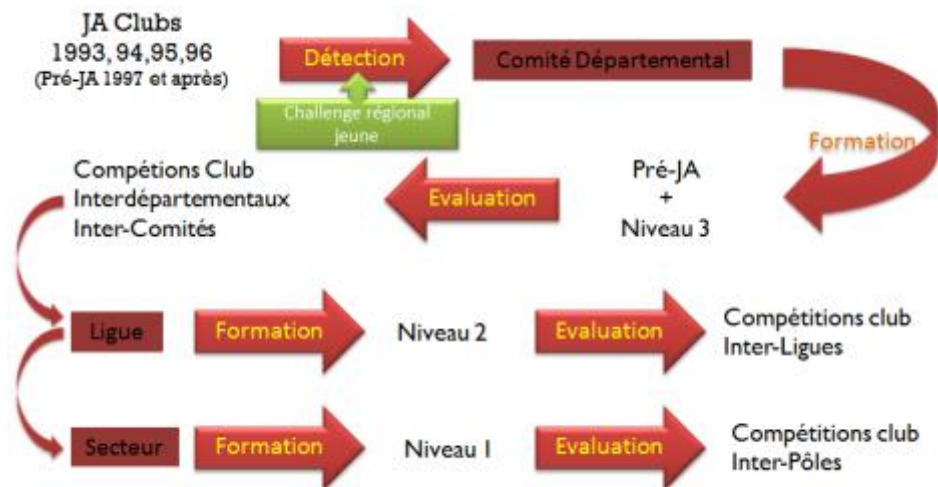 JA Clubs
1993, 94,95,96
(Pré-JA 1997 et après)
Détection
Comité Départemental
Challenge régional
jeune
Formation
Compétions Club
Interdépartementaux
Inter-Comités
Evaluation
Pré-JA
+
Niveau 3
Ligue
Formation
Niveau 2
Evaluation
Compétitions club
Inter-Ligues
Secteur
Formation
Niveau 1
Evaluation
Compétitions club
Inter-Pôles